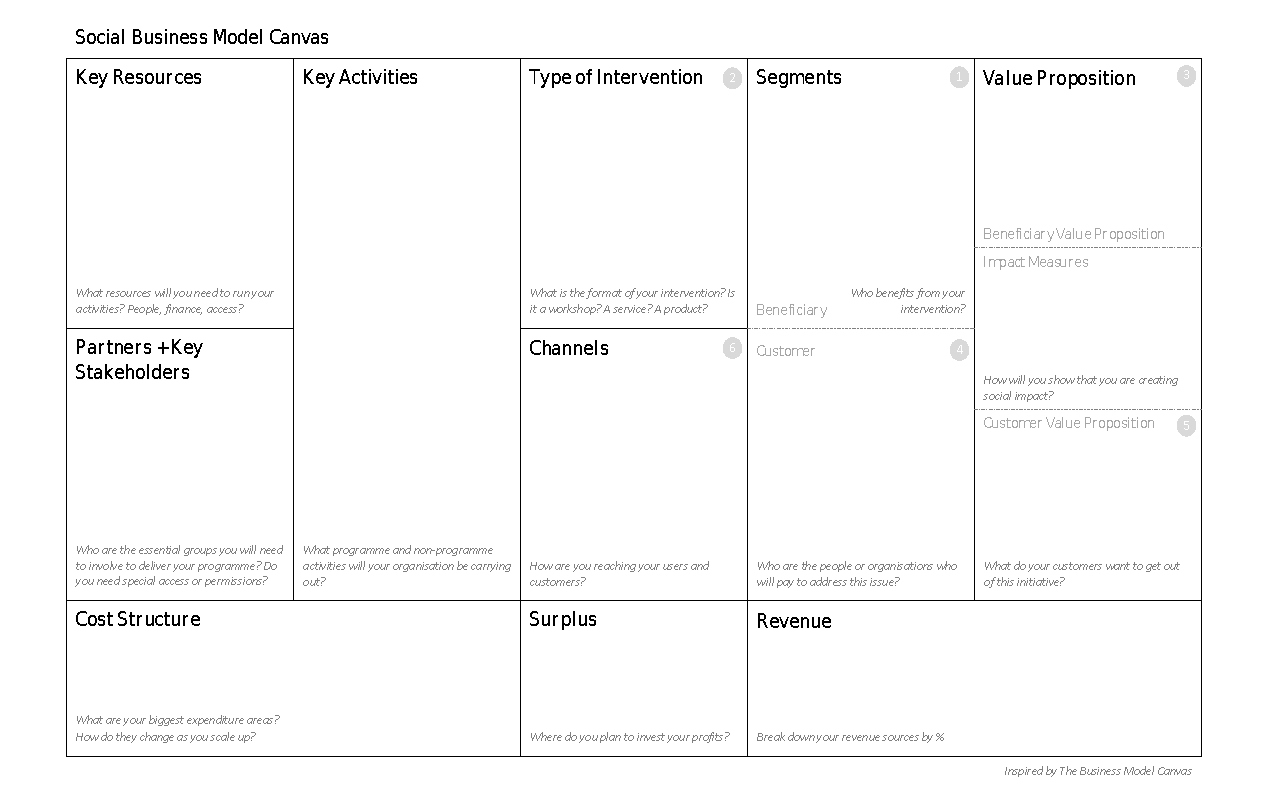 Social Business Model Canvas
Key Resources
What resources will you need to run your
activities? People, finance, access?
Partners + Key
Stakeholders
Who are the essential groups you will need
to involve to deliver your programme? Do
you need special access or permissions?
Key Activities
What programme and non-programme
activities will your organisation be carrying
out?
Type of Intervention 2
What is the format of your intervention? Is
it a workshop? A service? A product?
Channels 6
How are you reaching your users and
customers?
Segments 1
Beneficiary
Who benefits from your
intervention?
Customer 4
Who are the people or organisations who
will pay to address this issue?
Value Proposition 3
Beneficiary Value Proposition
Impact Measures
How will you show that you are creating
social impact?
Customer Value Proposition 5
What do your customers want to get out
of this initiative?
Cost Structure
What are your biggest expenditure areas?
How do they change as you scale up?
Surplus
Where do you plan to invest your profits?
Revenue
Break down your revenue sources by %
Inspired by The Business Model Canvas